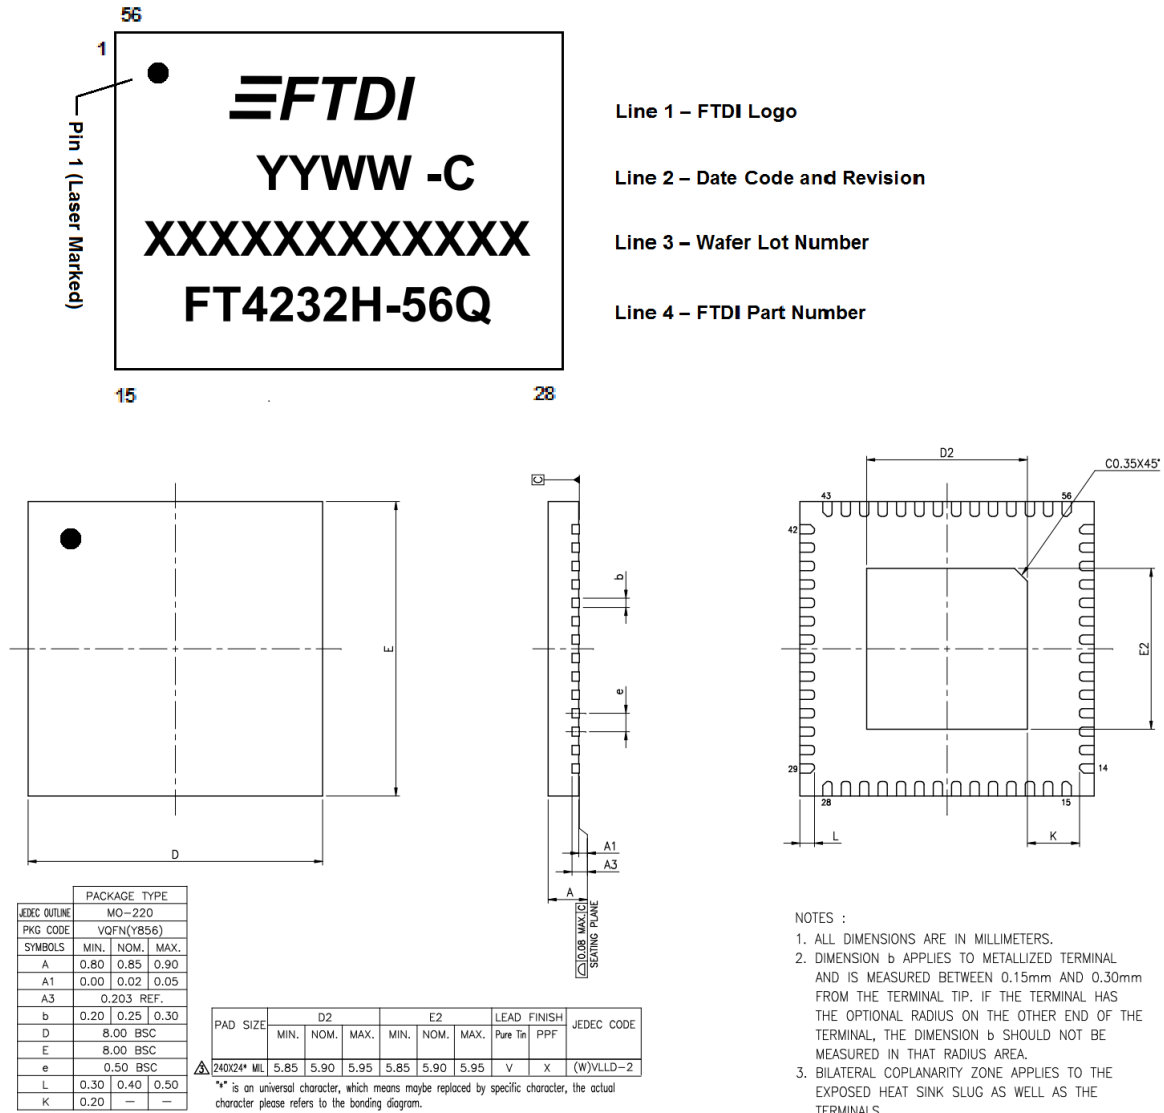 56
1
FTDI
YYWW -C
XXXXXXXXXXXX
FT4232H-56Q
Pin 1 (Laser Marked)
15
28
Line 1 – FTDI Logo
Line 2 – Date Code and Revision
Line 3 – Wafer Lot Number
Line 4 – FTDI Part Number
E
D
C
b
e
A1
A3
A
0.08 MAX. C
SEATING PLANE
D2
C0.35X45°
43
56
42
E2
29
14
28
15
L
K
PACKAGE TYPE
JEDEC OUTLINE MO-220
PKG CODE VQFN(Y856)
SYMBOLS MIN. NOM. MAX.
A 0.80 0.85 0.90
A1 0.00 0.02 0.05
A3 0.203 REF.
b 0.20 0.25 0.30
D 8.00 BSC
E 8.00 BSC
e 0.50 BSC
L 0.30 0.40 0.50
K 0.20 — —
PAD SIZE D2 E2 LEAD FINISH JEDEC CODE
MIN. NOM. MAX. MIN. NOM. MAX. Pure Tin PPF
3 240X24* MIL 5.85 5.90 5.95 5.85 5.90 5.95 V X (W)VLLD-2
"*" is an universal character, which means maybe replaced by specific character, the actual
character please refers to the bonding diagram.
NOTES :
1. ALL DIMENSIONS ARE IN MILLIMETERS.
2. DIMENSION b APPLIES TO METALLIZED TERMINAL
AND IS MEASURED BETWEEN 0.15mm AND 0.30mm
FROM THE TERMINAL TIP. IF THE TERMINAL HAS
THE OPTIONAL RADIUS ON THE OTHER END OF THE
TERMINAL, THE DIMENSION b SHOULD NOT BE
MEASURED IN THAT RADIUS AREA.
3. BILATERAL COPLANARITY ZONE APPLIES TO THE
EXPOSED HEAT SINK SLUG AS WELL AS THE
TERMINALS.